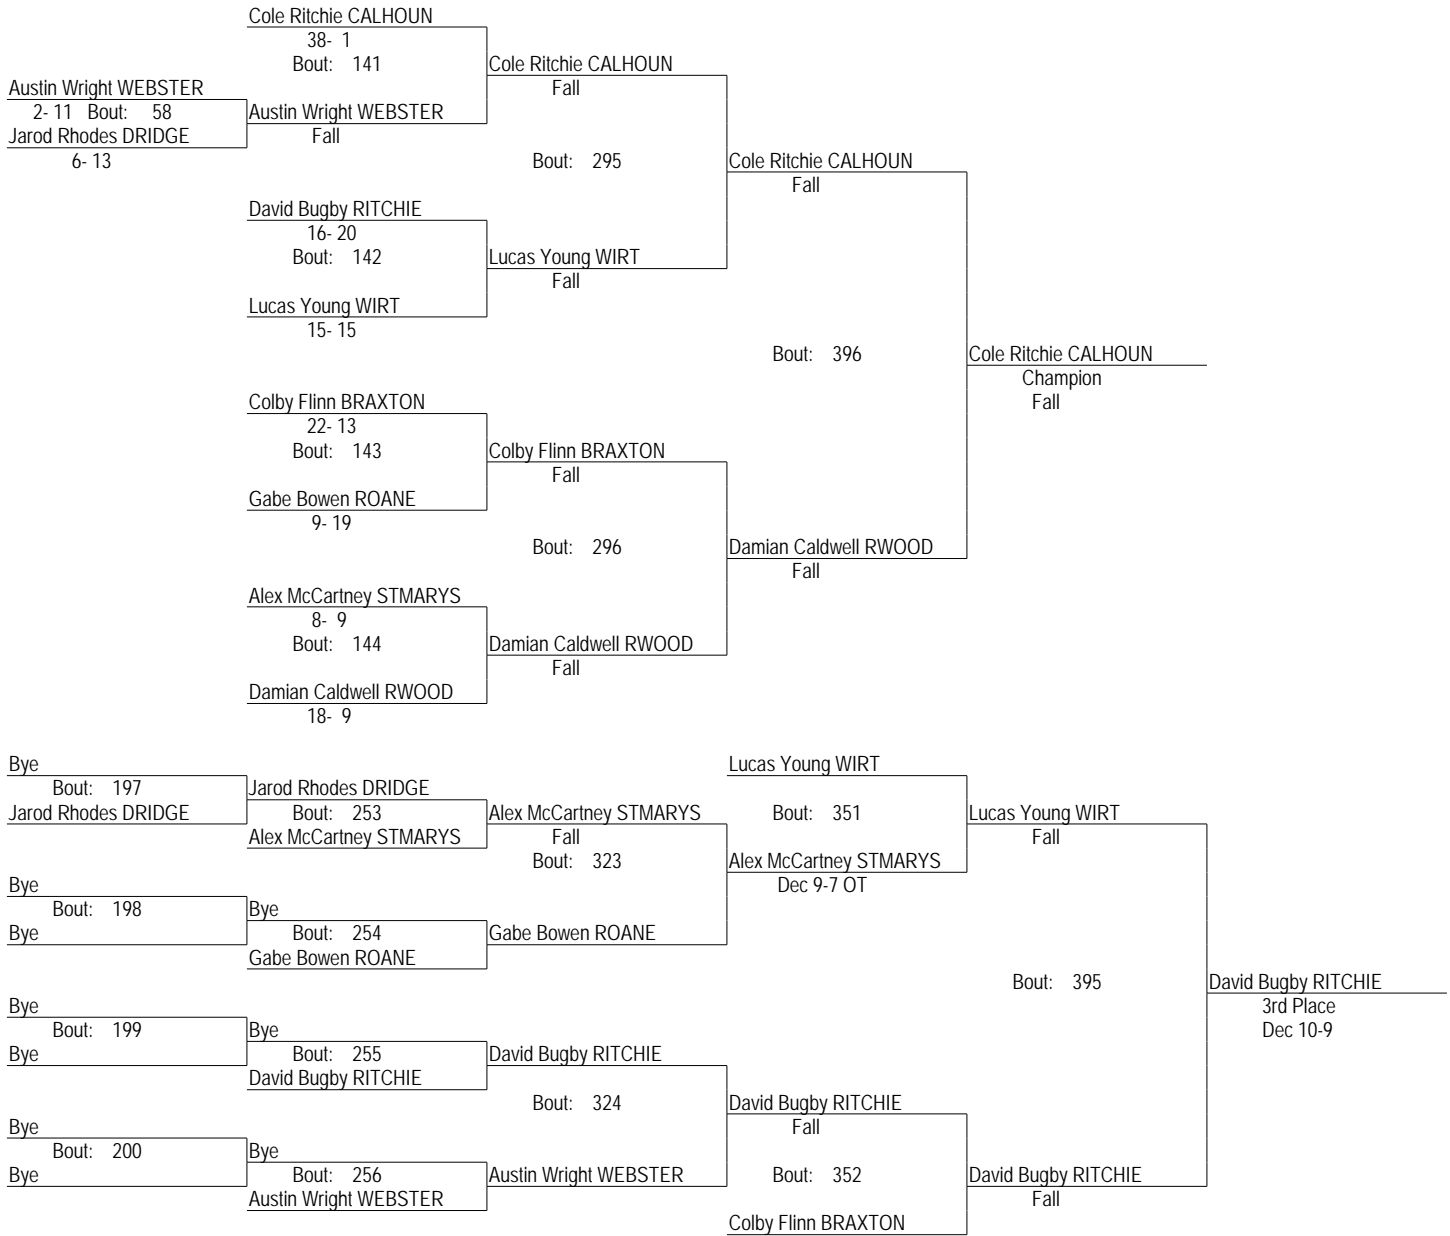 Cole Ritchie CALHOUN
38- 1
Bout: 141
Cole Ritchie CALHOUN
Fall
Austin Wright WEBSTER
2- 11 Bout: 58
Austin Wright WEBSTER
Fall
Jarod Rhodes DRIDGE
6- 13
Bout: 295
Cole Ritchie CALHOUN
Fall
David Bugby RITCHIE
16- 20
Bout: 142
Lucas Young WIRT
Fall
Lucas Young WIRT
15- 15
Bout: 396
Cole Ritchie CALHOUN
Champion
Fall
Colby Flinn BRAXTON
22- 13
Bout: 143
Colby Flinn BRAXTON
Fall
Gabe Bowen ROANE
9- 19
Bout: 296
Damian Caldwell RWOOD
Fall
Alex McCartney STMARYS
8- 9
Bout: 144
Damian Caldwell RWOOD
Fall
Damian Caldwell RWOOD
18- 9
Bye
Bout: 197
Jarod Rhodes DRIDGE
Jarod Rhodes DRIDGE
Bout: 253
Alex McCartney STMARYS
Alex McCartney STMARYS
Fall
Bout: 323
Lucas Young WIRT
Bout: 351
Alex McCartney STMARYS
Dec 9-7 OT
Lucas Young WIRT
Fall
Bye
Bout: 198
Bye
Bye
Bout: 254
Gabe Bowen ROANE
Gabe Bowen ROANE
Bout: 395
David Bugby RITCHIE
3rd Place
Dec 10-9
Bye
Bout: 199
Bye
Bye
Bout: 255
David Bugby RITCHIE
David Bugby RITCHIE
Bout: 324
David Bugby RITCHIE
Fall
Bye
Bout: 200
Bye
Bye
Bout: 256
Austin Wright WEBSTER
Austin Wright WEBSTER
Bout: 352
Colby Flinn BRAXTON
David Bugby RITCHIE
Fall